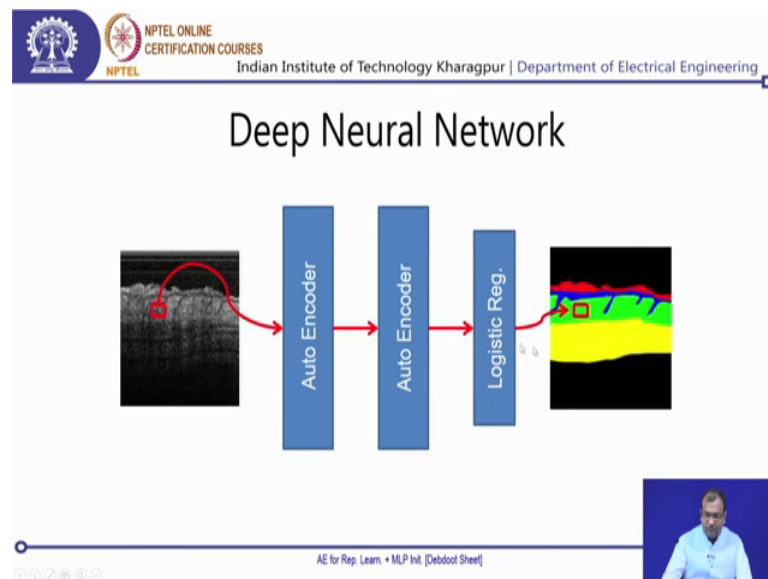 NPTEL ONLINE
CERTIFICATION COURSES
NPTEL
Indian Institute of Technology Kharagpur | Department of Electrical Engineering
Deep Neural Network
Auto Encoder
Auto Encoder
Logistic Reg.
AE for Rep. Learn. + MLP Init. [Debdoot Sheet]